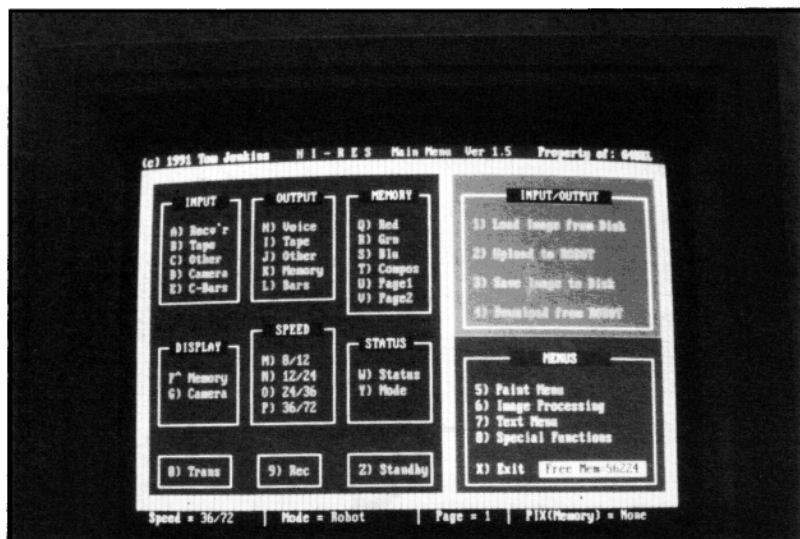 (c) 1991 Tom Jenkins H I - R E S Main Menu Ver 1.5 Property of:
INPUT
A) Recv'r
B) Tape
C) Other
D) Camera
E) C-Bars
OUTPUT
H) Voice
I) Tape
J) Other
K) Memory
L) Bars
MEMORY
Q) Red
R) Grn
S) Blu
T) Compos
U) Page1
V) Page2
INPUT/OUTPUT
1) Load Image from Disk
2) Upload to ROBOT
3) Save Image to Disk
4) Download from ROBOT
DISPLAY
F^ Memory
G) Camera
SPEED
M) 8/12
N) 12/24
O) 24/36
P) 36/72
STATUS
W) Status
Y) Mode
MENUS
5) Paint Menu
6) Image Processing
7) Text Menu
8) Special Functions
X) Exit Free Mem 56224
0) Trans
9) Rec
Z) Standby
Speed = 36/72 | Mode = Robot | Page = 1 | PIX(Memory) = None